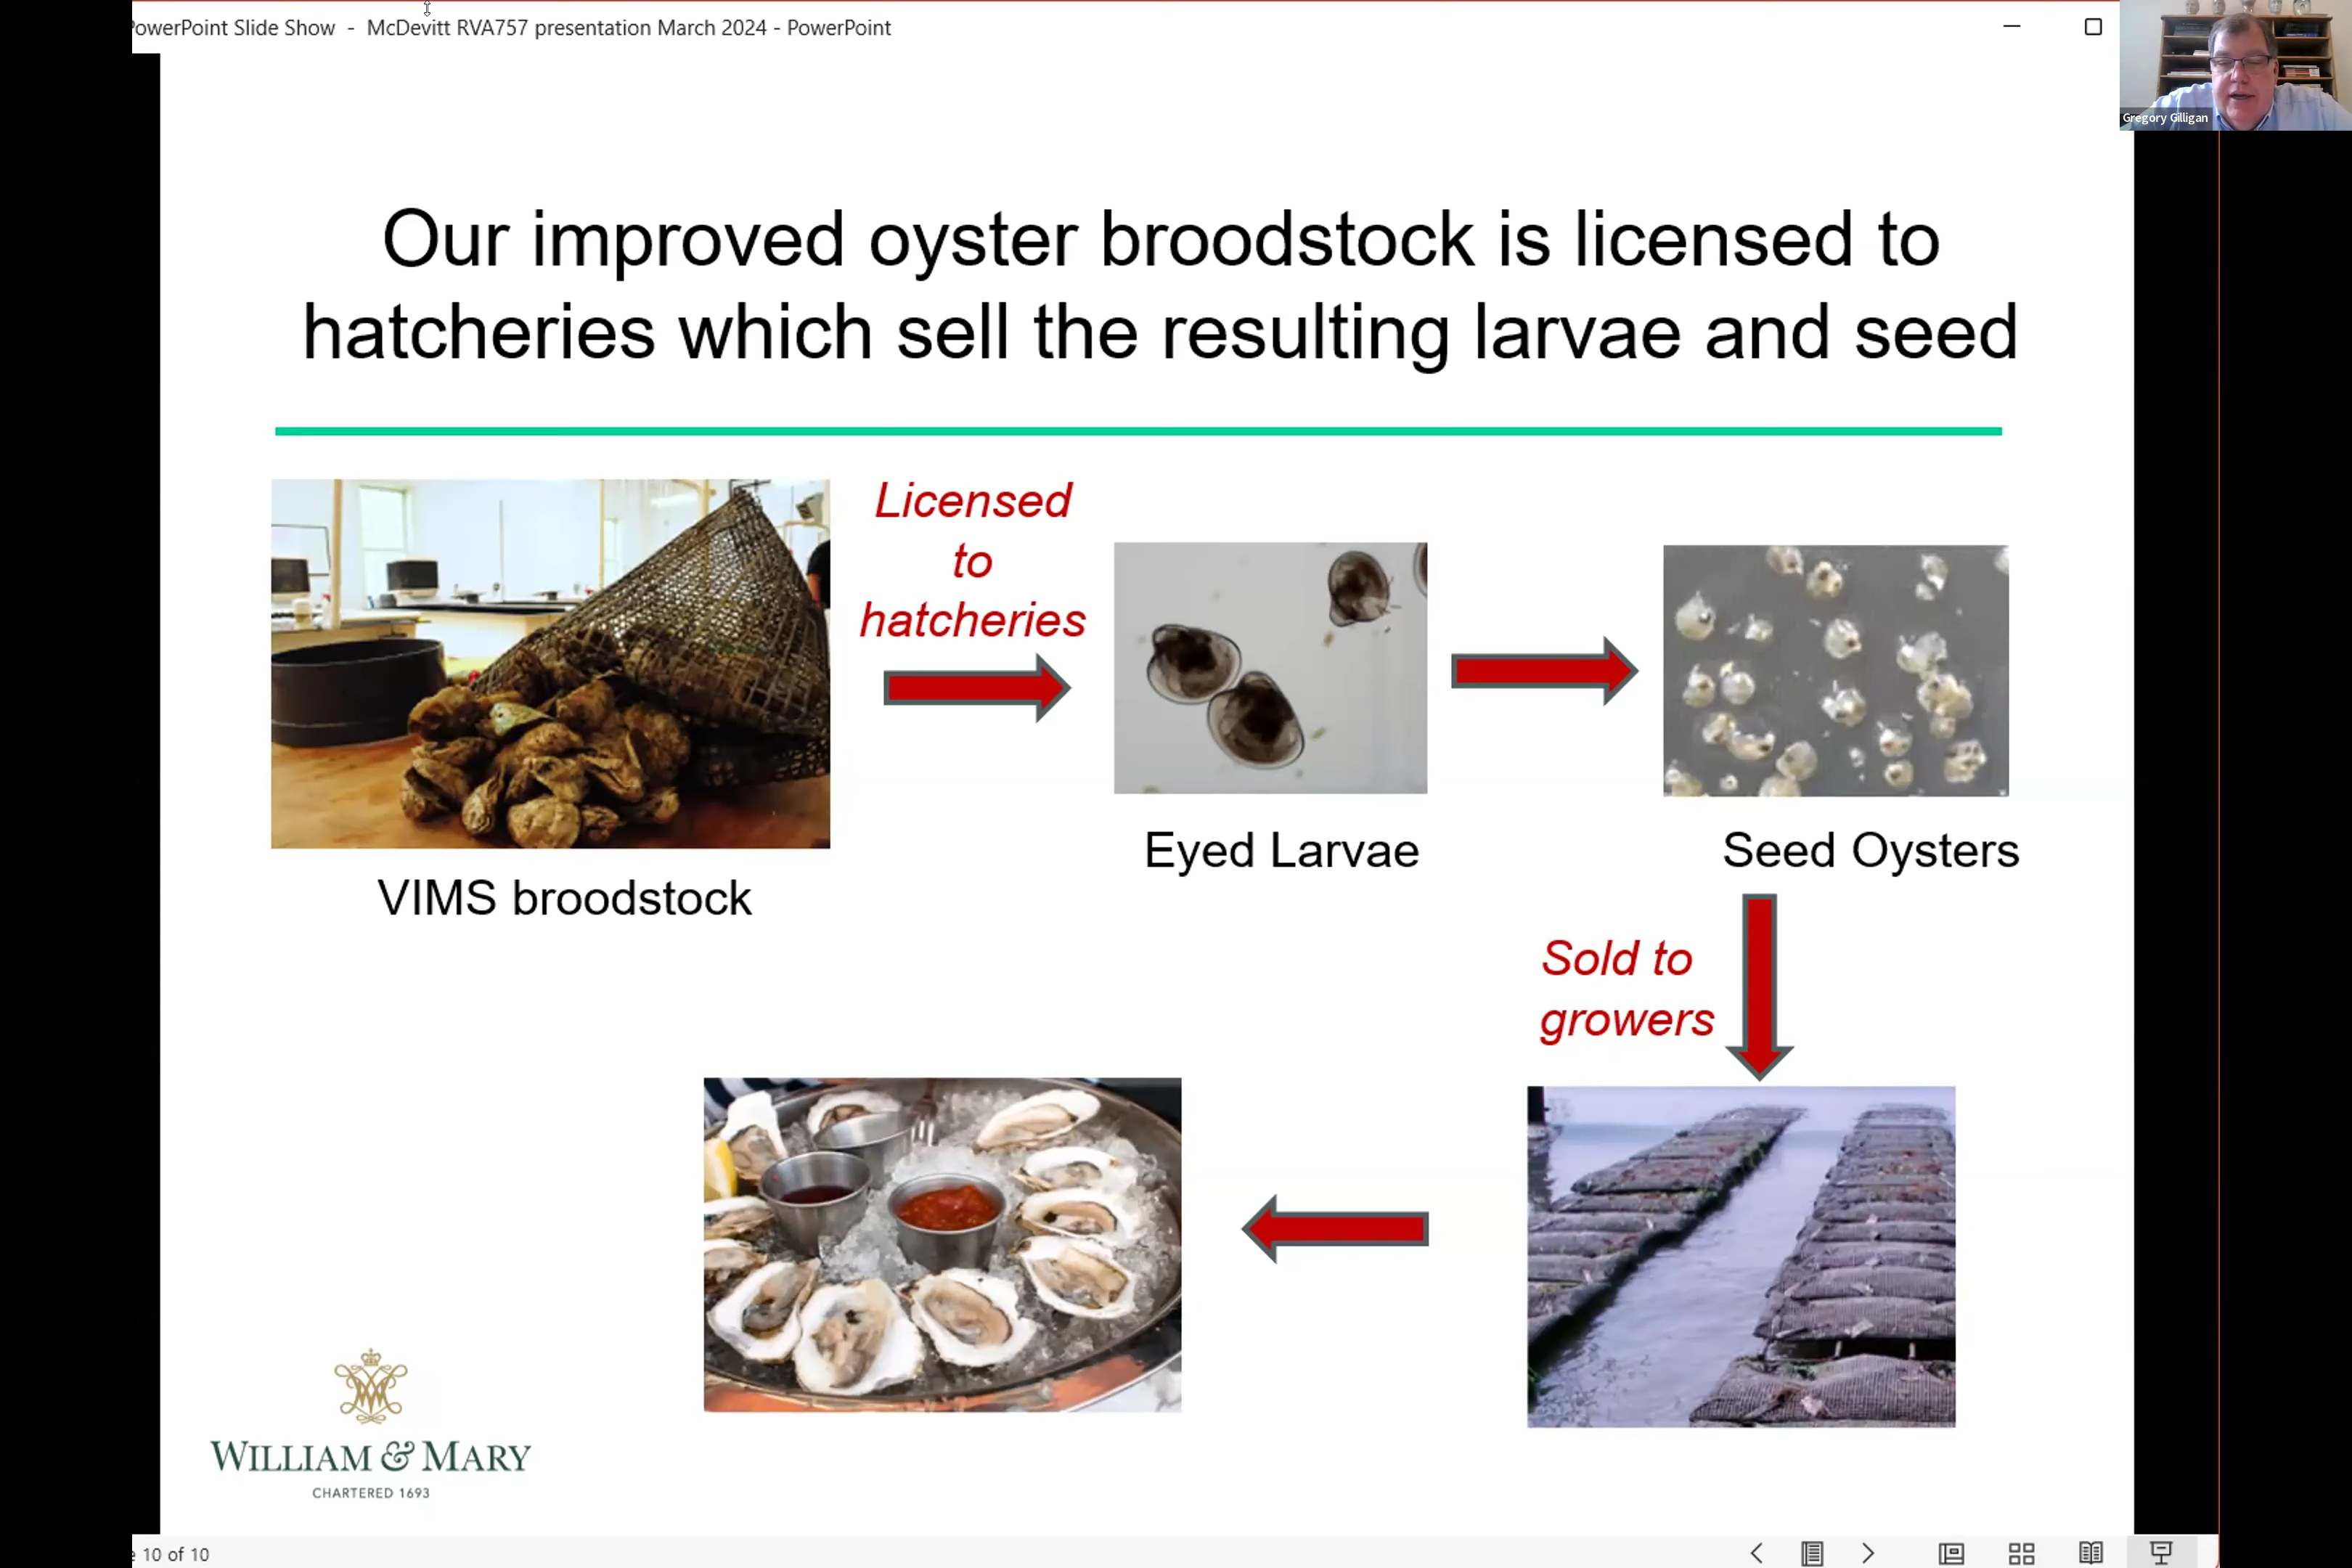 PowerPoint Slide Show - McDevitt RVA757 presentation March 2024 - PowerPoint
Gregory Gilligan
Our improved oyster broodstock is licensed to
hatcheries which sell the resulting larvae and seed
Licensed
to
hatcheries
Eyed Larvae
Seed Oysters
VIMS broodstock
Sold to
growers
WILLIAM & MARY
CHARTERED 1693
10 of 10